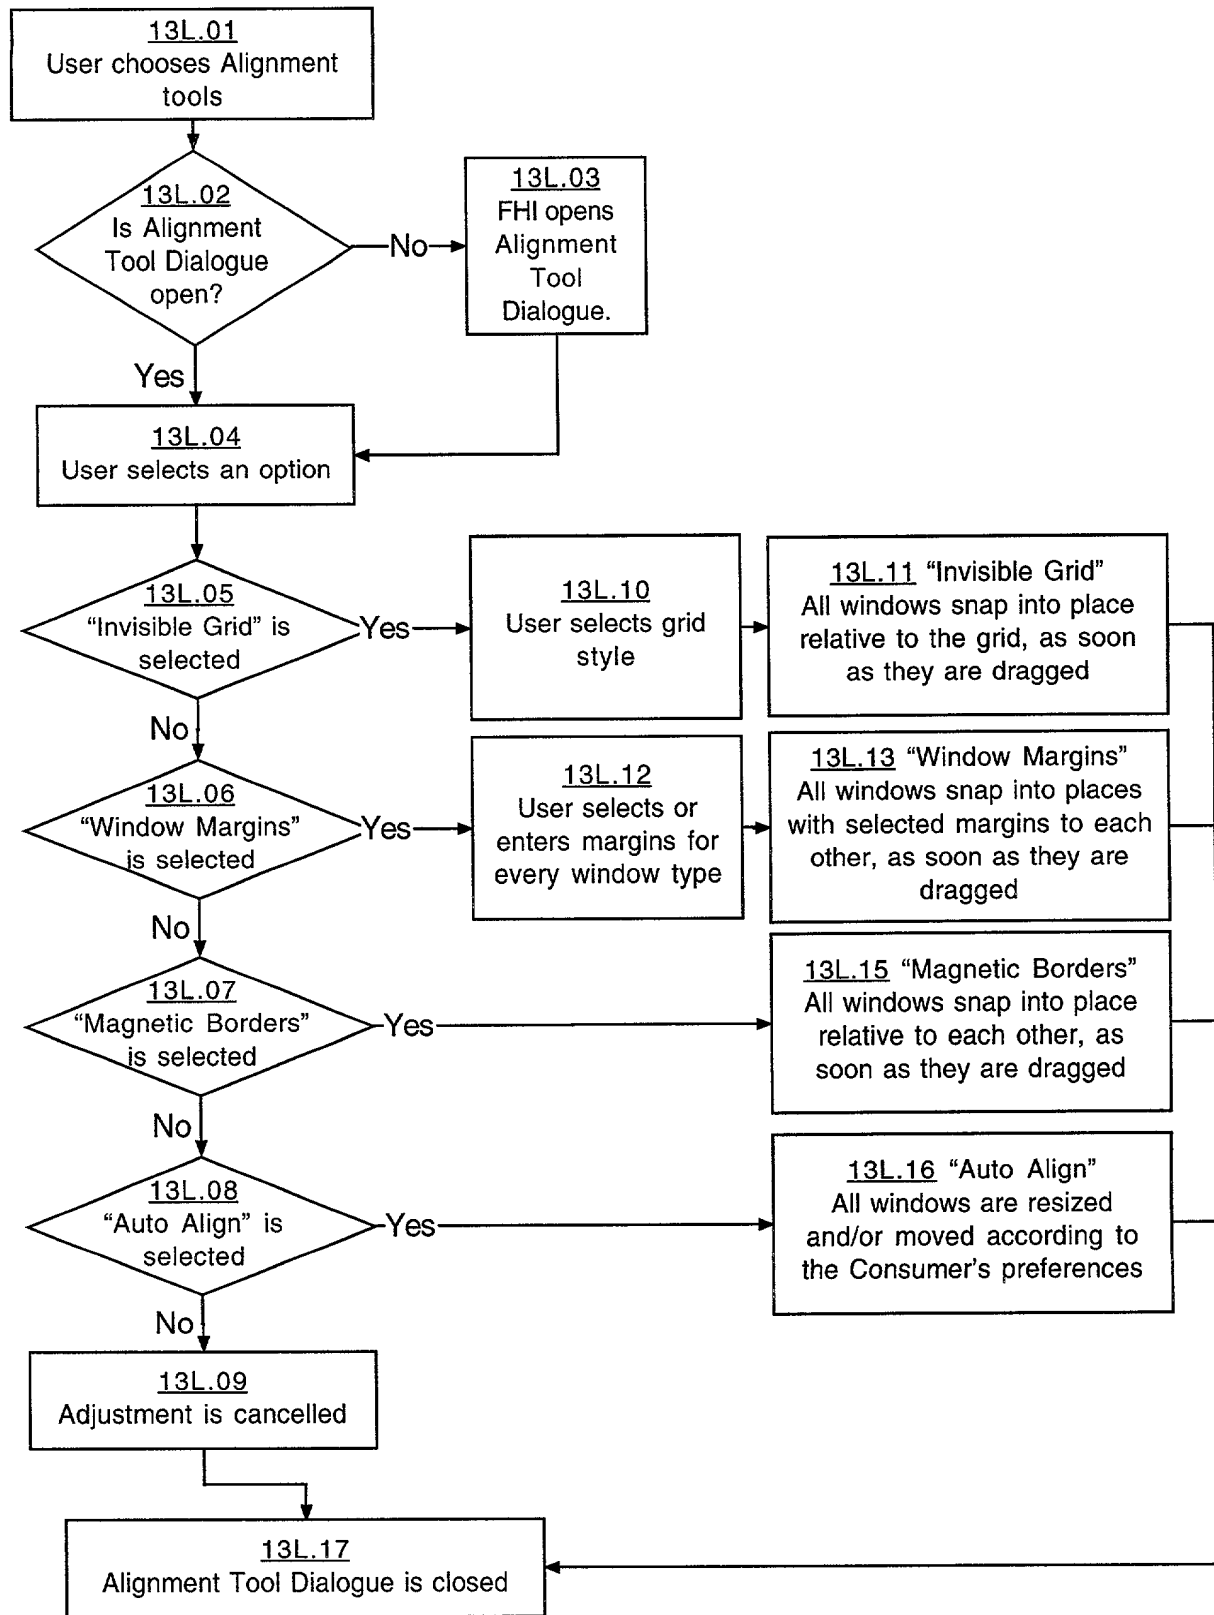 13L.01
User chooses Alignment
tools
13L.02
Is Alignment
Tool Dialogue
open?
No
13L.03
FHI opens
Alignment
Tool
Dialogue.
Yes
13L.04
User selects an option
13L.05
“Invisible Grid” is
selected
Yes
13L.10
User selects grid
style
13L.11 “Invisible Grid”
All windows snap into place
relative to the grid, as soon
as they are dragged
No
13L.06
“Window Margins”
is selected
Yes
13L.12
User selects or
enters margins for
every window type
13L.13 “Window Margins”
All windows snap into places
with selected margins to each
other, as soon as they are
dragged
No
13L.07
“Magnetic Borders”
is selected
Yes
13L.15 “Magnetic Borders”
All windows snap into place
relative to each other, as
soon as they are dragged
No
13L.08
“Auto Align” is
selected
Yes
13L.16 “Auto Align”
All windows are resized
and/or moved according to
the Consumer's preferences
No
13L.09
Adjustment is cancelled
13L.17
Alignment Tool Dialogue is closed